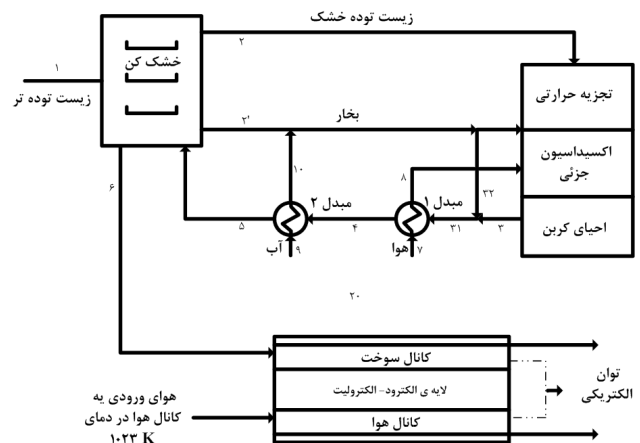 زیست توده خشک
۲
۱
خشک کن
زیست توده تر
تجزیه حرارتی
بخار
۲'
اکسیداسیون
جزئی
۶
۱۰
۸
۳۲
مبدل ۲
مبدل ۱
احیای کربن
۵
۴
۳۱
۳
آب
۹
هوا
۷
۲۰
کانال سوخت
لایه ی الکترود- الکترولیت
کانال هوا
توان
الکتریکی
هوای ورودی به
کانال هوا در دمای
۱۰۲۳ K